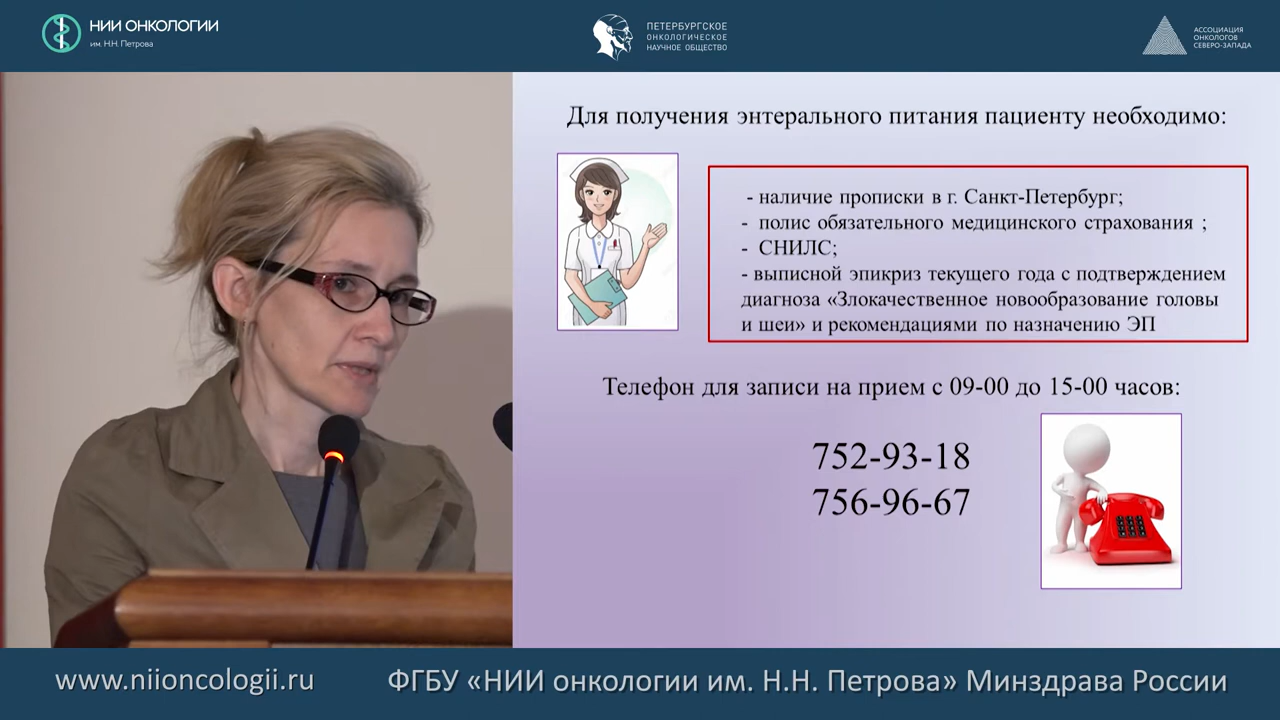 НИИ ОНКОЛОГИИ
им. Н.Н. Петрова
ПЕТЕРБУРГСКОЕ
ОНКОЛОГИЧЕСКОЕ
НАУЧНОЕ ОБЩЕСТВО
АССОЦИАЦИЯ
ОНКОЛОГОВ
СЕВЕРО-ЗАПАДА
Для получения энтерального питания пациенту необходимо:
- наличие прописки в г. Санкт-Петербург;
- полис обязательного медицинского страхования ;
- СНИЛС;
- выписной эпикриз текущего года с подтверждением
диагноза «Злокачественное новообразование головы
и шеи» и рекомендациями по назначению ЭП
Телефон для записи на прием с 09-00 до 15-00 часов:
752-93-18
756-96-67
www.niioncologii.ru
ФГБУ «НИИ онкологии им. Н.Н. Петрова» Минздрава России